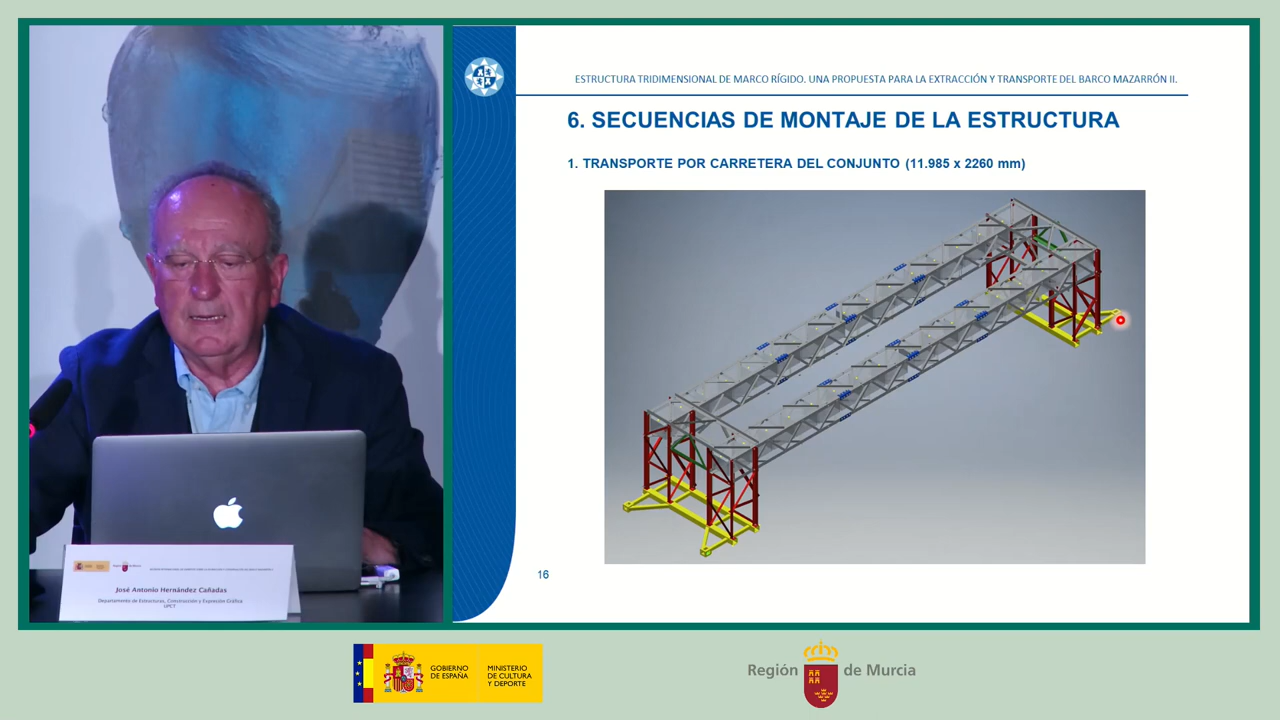 ESTRUCTURA TRIDIMENSIONAL DE MARCO RÍGIDO. UNA PROPUESTA PARA LA EXTRACCIÓN Y TRANSPORTE DEL BARCO MAZARRÓN II.
6. SECUENCIAS DE MONTAJE DE LA ESTRUCTURA
1. TRANSPORTE POR CARRETERA DEL CONJUNTO (11.985 x 2260 mm)
16
José Antonio Hernández Cañadas
Departamento de Estructuras, Construcción y Expresión Gráfica
UPCT
GOBIERNO
DE ESPAÑA
MINISTERIO
DE CULTURA
Y DEPORTE
Región de Murcia